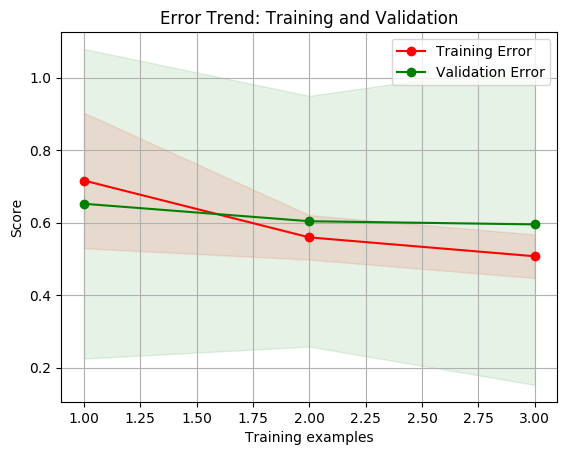 Error Trend: Training and Validation
Training Error
Validation Error
1.0
0.8
0.6
0.4
0.2
Score
1.00 1.25 1.50 1.75 2.00 2.25 2.50 2.75 3.00
Training examples